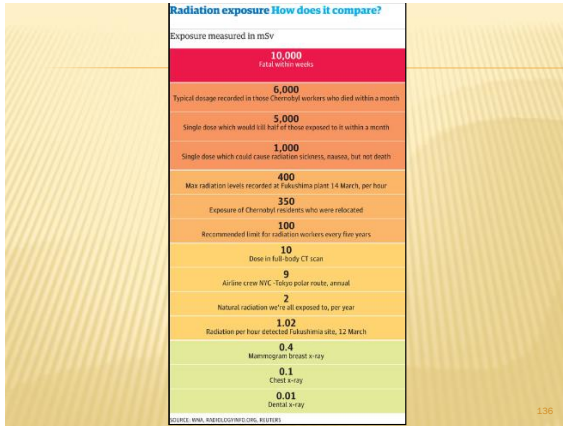 Radiation exposure How does it compare?
Exposure measured in mSv
10,000
Fatal within weeks
6,000
Typical dosage recorded in those Chernobyl workers who died within a month
5,000
Single dose which would kill half of those exposed to it within a month
1,000
Single dose which could cause radiation sickness, nausea, but not death
400
Max radiation levels recorded at Fukushima plant 14 March, per hour
350
Exposure of Chernobyl residents who were relocated
100
Recommended limit for radiation workers every five years
10
Dose in full-body CT scan
9
Airline crew NYC -Tokyo polar route, annual
2
Natural radiation we're all exposed to, per year
1.02
Radiation per hour detected Fukushimia site, 12 March
0.4
Mammogram breast x-ray
0.1
Chest x-ray
0.01
Dental x-ray
SOURCE: WNA, RADIOLOGYINFO.ORG, REUTERS
136